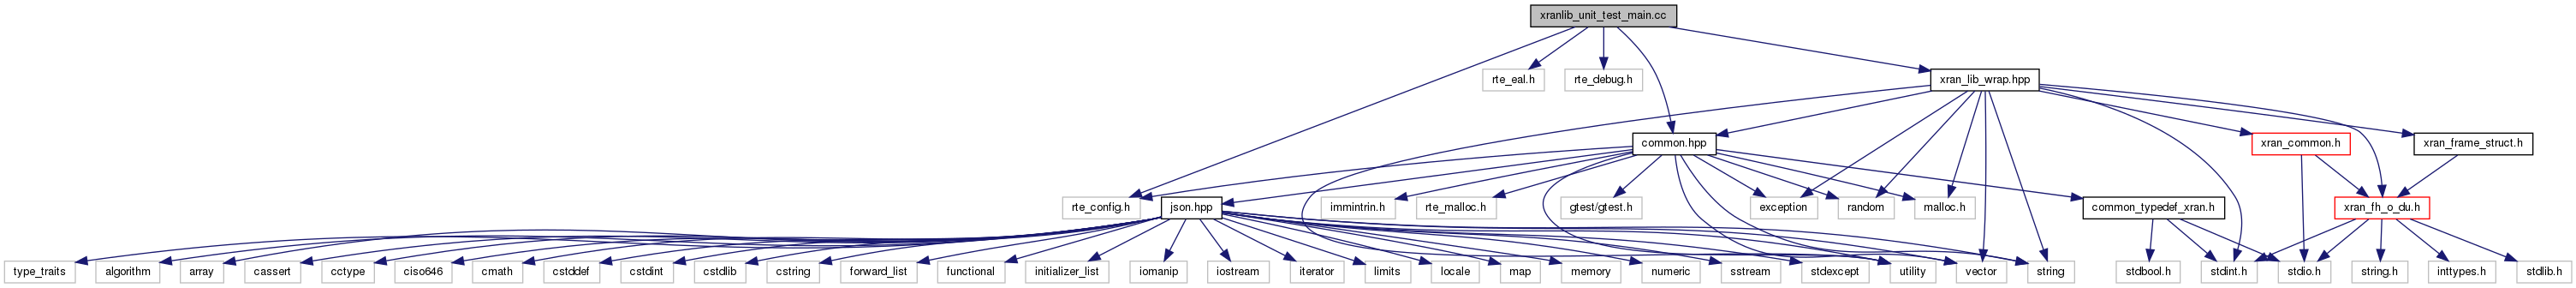 xranlib_unit_test_main.cc
rte_eal.h
rte_debug.h
xran_lib_wrap.hpp
common.hpp
xran_common.h
xran_frame_struct.h
rte_config.h
json.hpp
immintrin.h
rte_malloc.h
gtest/gtest.h
exception
random
malloc.h
common_typedef_xran.h
xran_fh_o_du.h
type_traits
algorithm
array
cassert
cctype
ciso646
cmath
cstddef
cstdint
cstdlib
cstring
forward_list
functional
initializer_list
iomanip
iostream
iterator
limits
locale
map
memory
numeric
sstream
stdexcept
utility
vector
string
stdbool.h
stdint.h
stdio.h
string.h
inttypes.h
stdlib.h